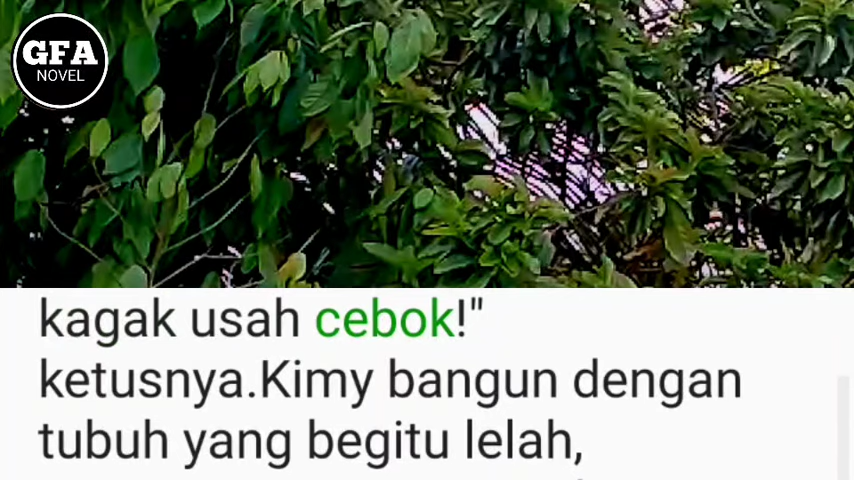 GFA
NOVEL
kagak usah cebok!"
ketusnya.Kimy bangun dengan
tubuh yang begitu lelah,